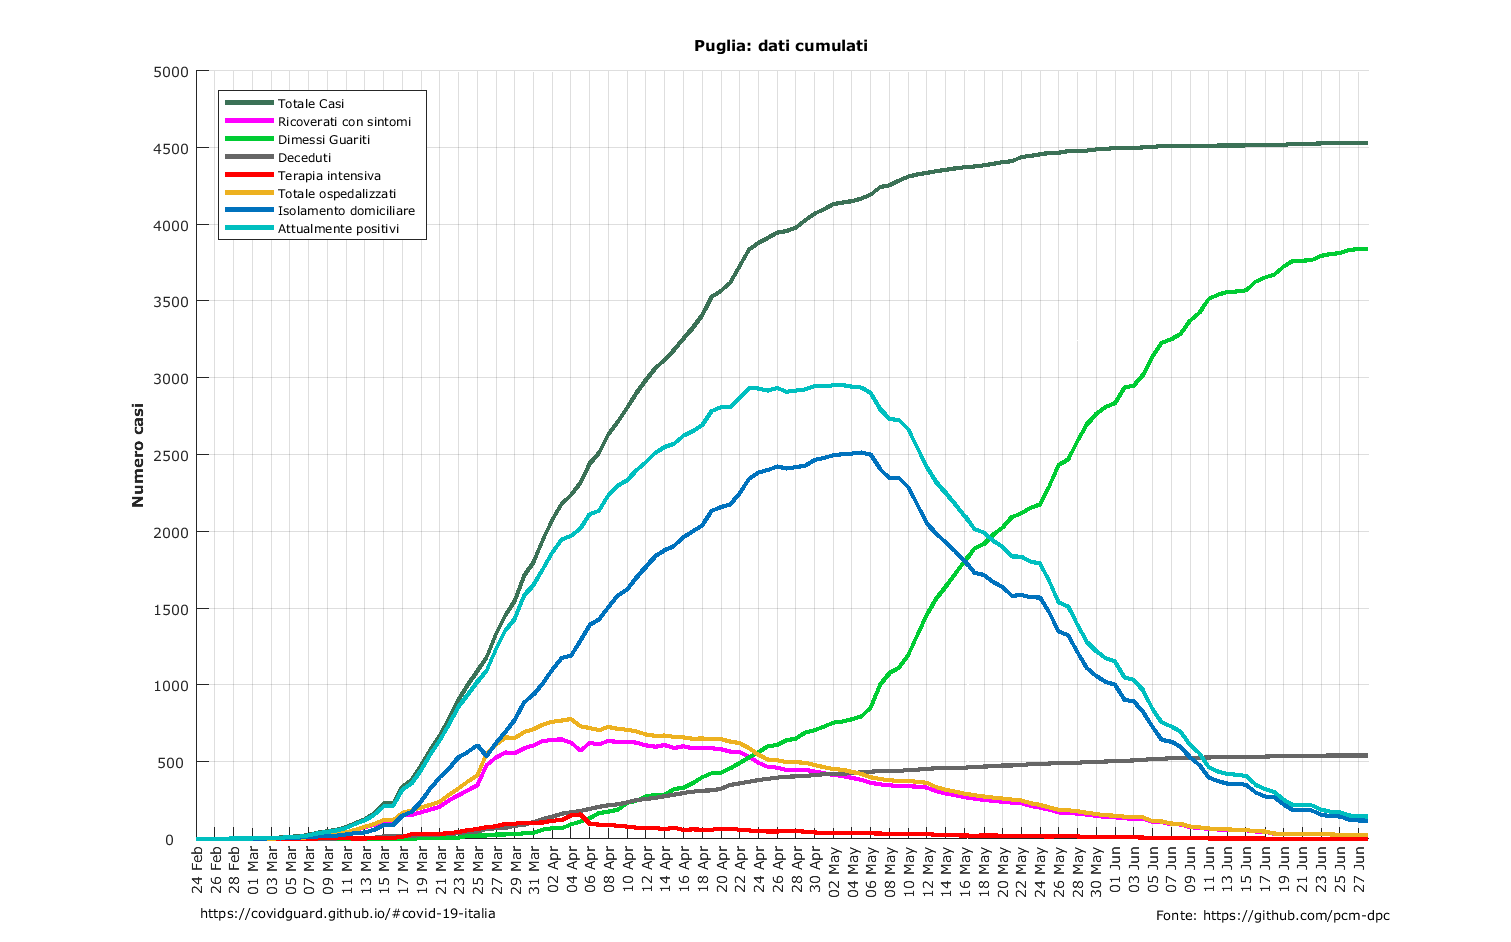 Puglia: dati cumulati
5000
4500
4000
3500
3000
2500
2000
1500
1000
500
0
Numero casi
Totale Casi
Ricoverati con sintomi
Dimessi Guariti
Deceduti
Terapia intensiva
Totale ospedalizzati
Isolamento domiciliare
Attualmente positivi
24 Feb
26 Feb
28 Feb
01 Mar
03 Mar
05 Mar
07 Mar
09 Mar
11 Mar
13 Mar
15 Mar
17 Mar
19 Mar
21 Mar
23 Mar
25 Mar
27 Mar
29 Mar
31 Mar
02 Apr
04 Apr
06 Apr
08 Apr
10 Apr
12 Apr
14 Apr
16 Apr
18 Apr
20 Apr
22 Apr
24 Apr
26 Apr
28 Apr
30 Apr
02 May
04 May
06 May
08 May
10 May
12 May
14 May
16 May
18 May
20 May
22 May
24 May
26 May
28 May
30 May
01 Jun
03 Jun
05 Jun
07 Jun
09 Jun
11 Jun
13 Jun
15 Jun
17 Jun
19 Jun
21 Jun
23 Jun
25 Jun
27 Jun
https://covidguard.github.io/#covid-19-italia
Fonte: https://github.com/pcm-dpc